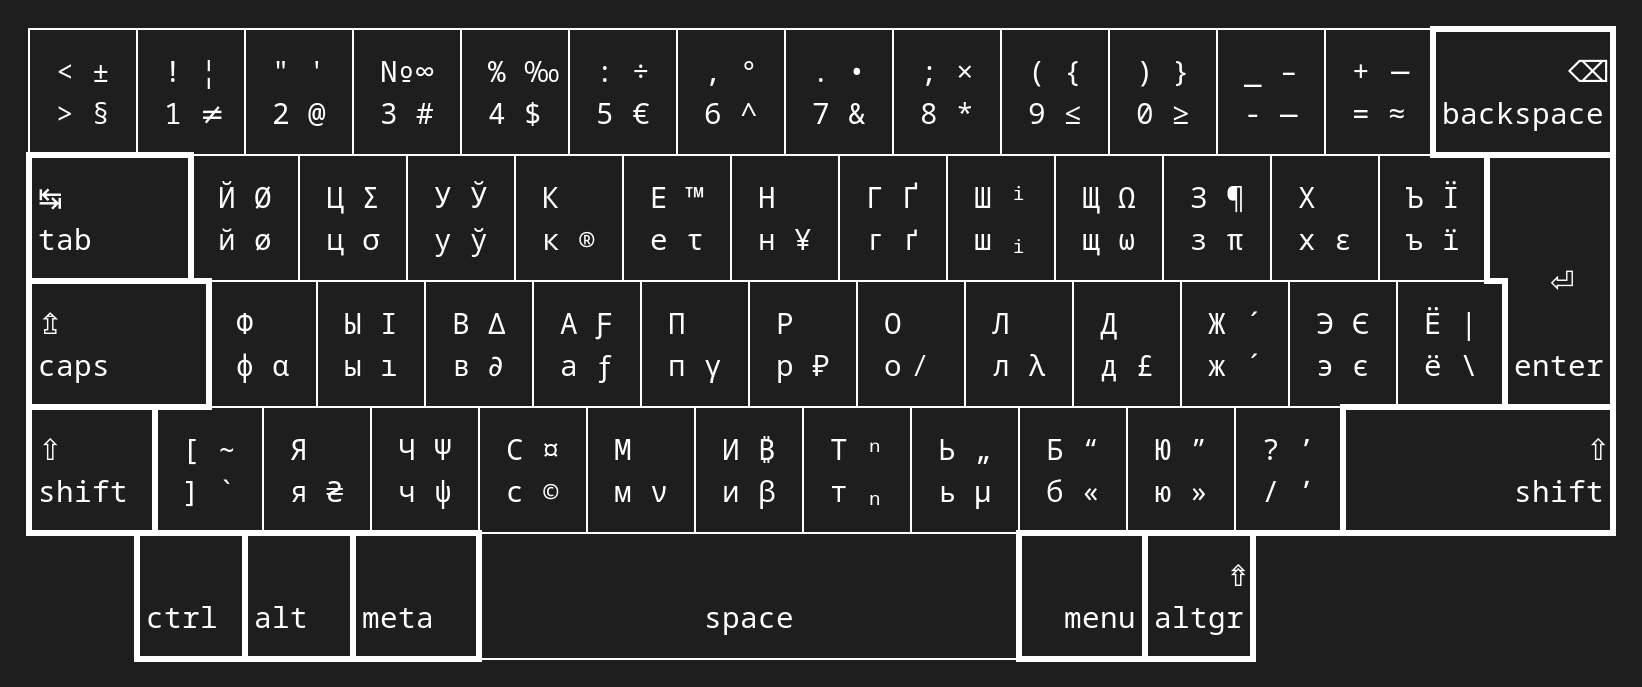 < ± ! ¦ " ' №∞ % ‰ : ÷ , ° . • ; × ( { ) } _ – + — ⌫
> § 1 ≠ 2 @ 3 # 4 $ 5 € 6 ^ 7 & 8 * 9 ≤ 0 ≥ - — = ≈ backspace
↹ Й Ø Ц Σ У Ў К Е ™ Н Г Ґ Ш ⁱ Щ Ω З ¶ Х Ъ Ї
tab й ø ц σ у ў к ® е τ н ¥ г ґ ш ᵢ щ ω з π х ε ъ ї
⏎
⇫ Ф Ы І В Δ А Ƒ П Р О Л Д Ж ˊ Э Є Ё |
caps ф α ы ı в ∂ а ƒ п γ р ₽ о / л λ д £ ж ˊ э є ё \ enter
⇧ [ ~ Я Ч Ψ С ¤ М И ₿ Т ⁿ Ь „ Б “ Ю ” ? ’ ⇧
shift ] ` я ₴ ч ψ с © м ν и β т ₙ ь μ б « ю » / ’ shift
⇮
ctrl alt meta space menu altgr